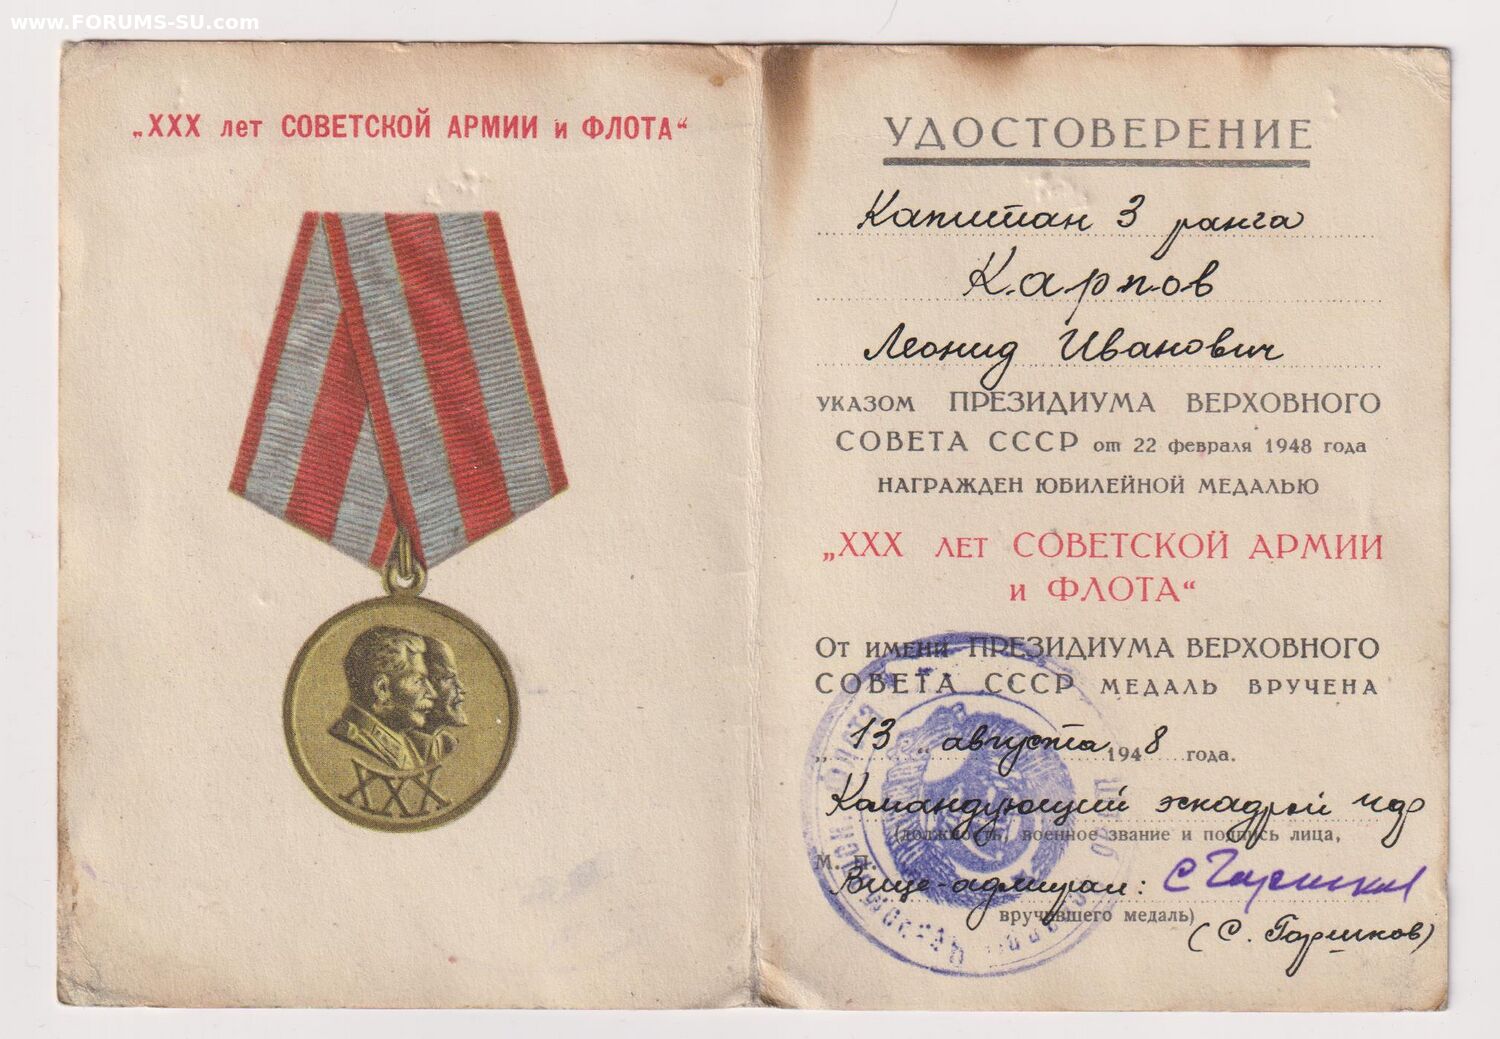 www.FORUMS-SU.com
„XXX лет СОВЕТСКОЙ АРМИИ и ФЛОТА“
УДОСТОВЕРЕНИЕ
Капитан 3 ранга
Карпов
Леонид Иванович
УКАЗОМ ПРЕЗИДИУМА ВЕРХОВНОГО
СОВЕТА СССР от 22 февраля 1948 года
НАГРАЖДЕН ЮБИЛЕЙНОЙ МЕДАЛЬЮ
„XXX ЛЕТ СОВЕТСКОЙ АРМИИ
и ФЛОТА“
ОТ ИМЕНИ ПРЕЗИДИУМА ВЕРХОВНОГО
СОВЕТА СССР МЕДАЛЬ ВРУЧЕНА
„13„ августа 1948 года.
Командующий эскадрой
(должность, военное звание и подпись лица,
М. П.
Вице-адмирал:
вручившего медаль)
(С. Горшков)
XXX